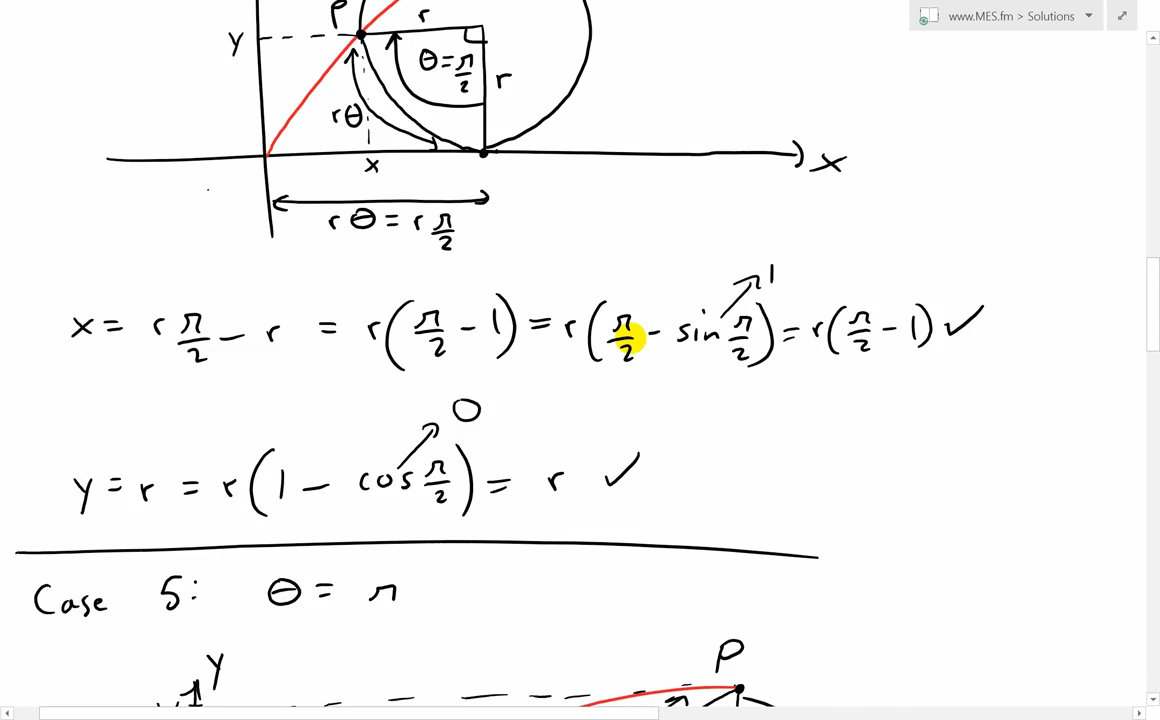 www.MES.fm > Solutions
P
r
y
θ = π/2
r
rθ
x
x
rθ = r π/2
x = r π/2 − r = r(π/2 − 1) = r(π/2 − sin π/2) = r(π/2 − 1) ✓
1
0
y = r = r(1 − cos π/2) = r ✓
Case 5: θ = π
y
P